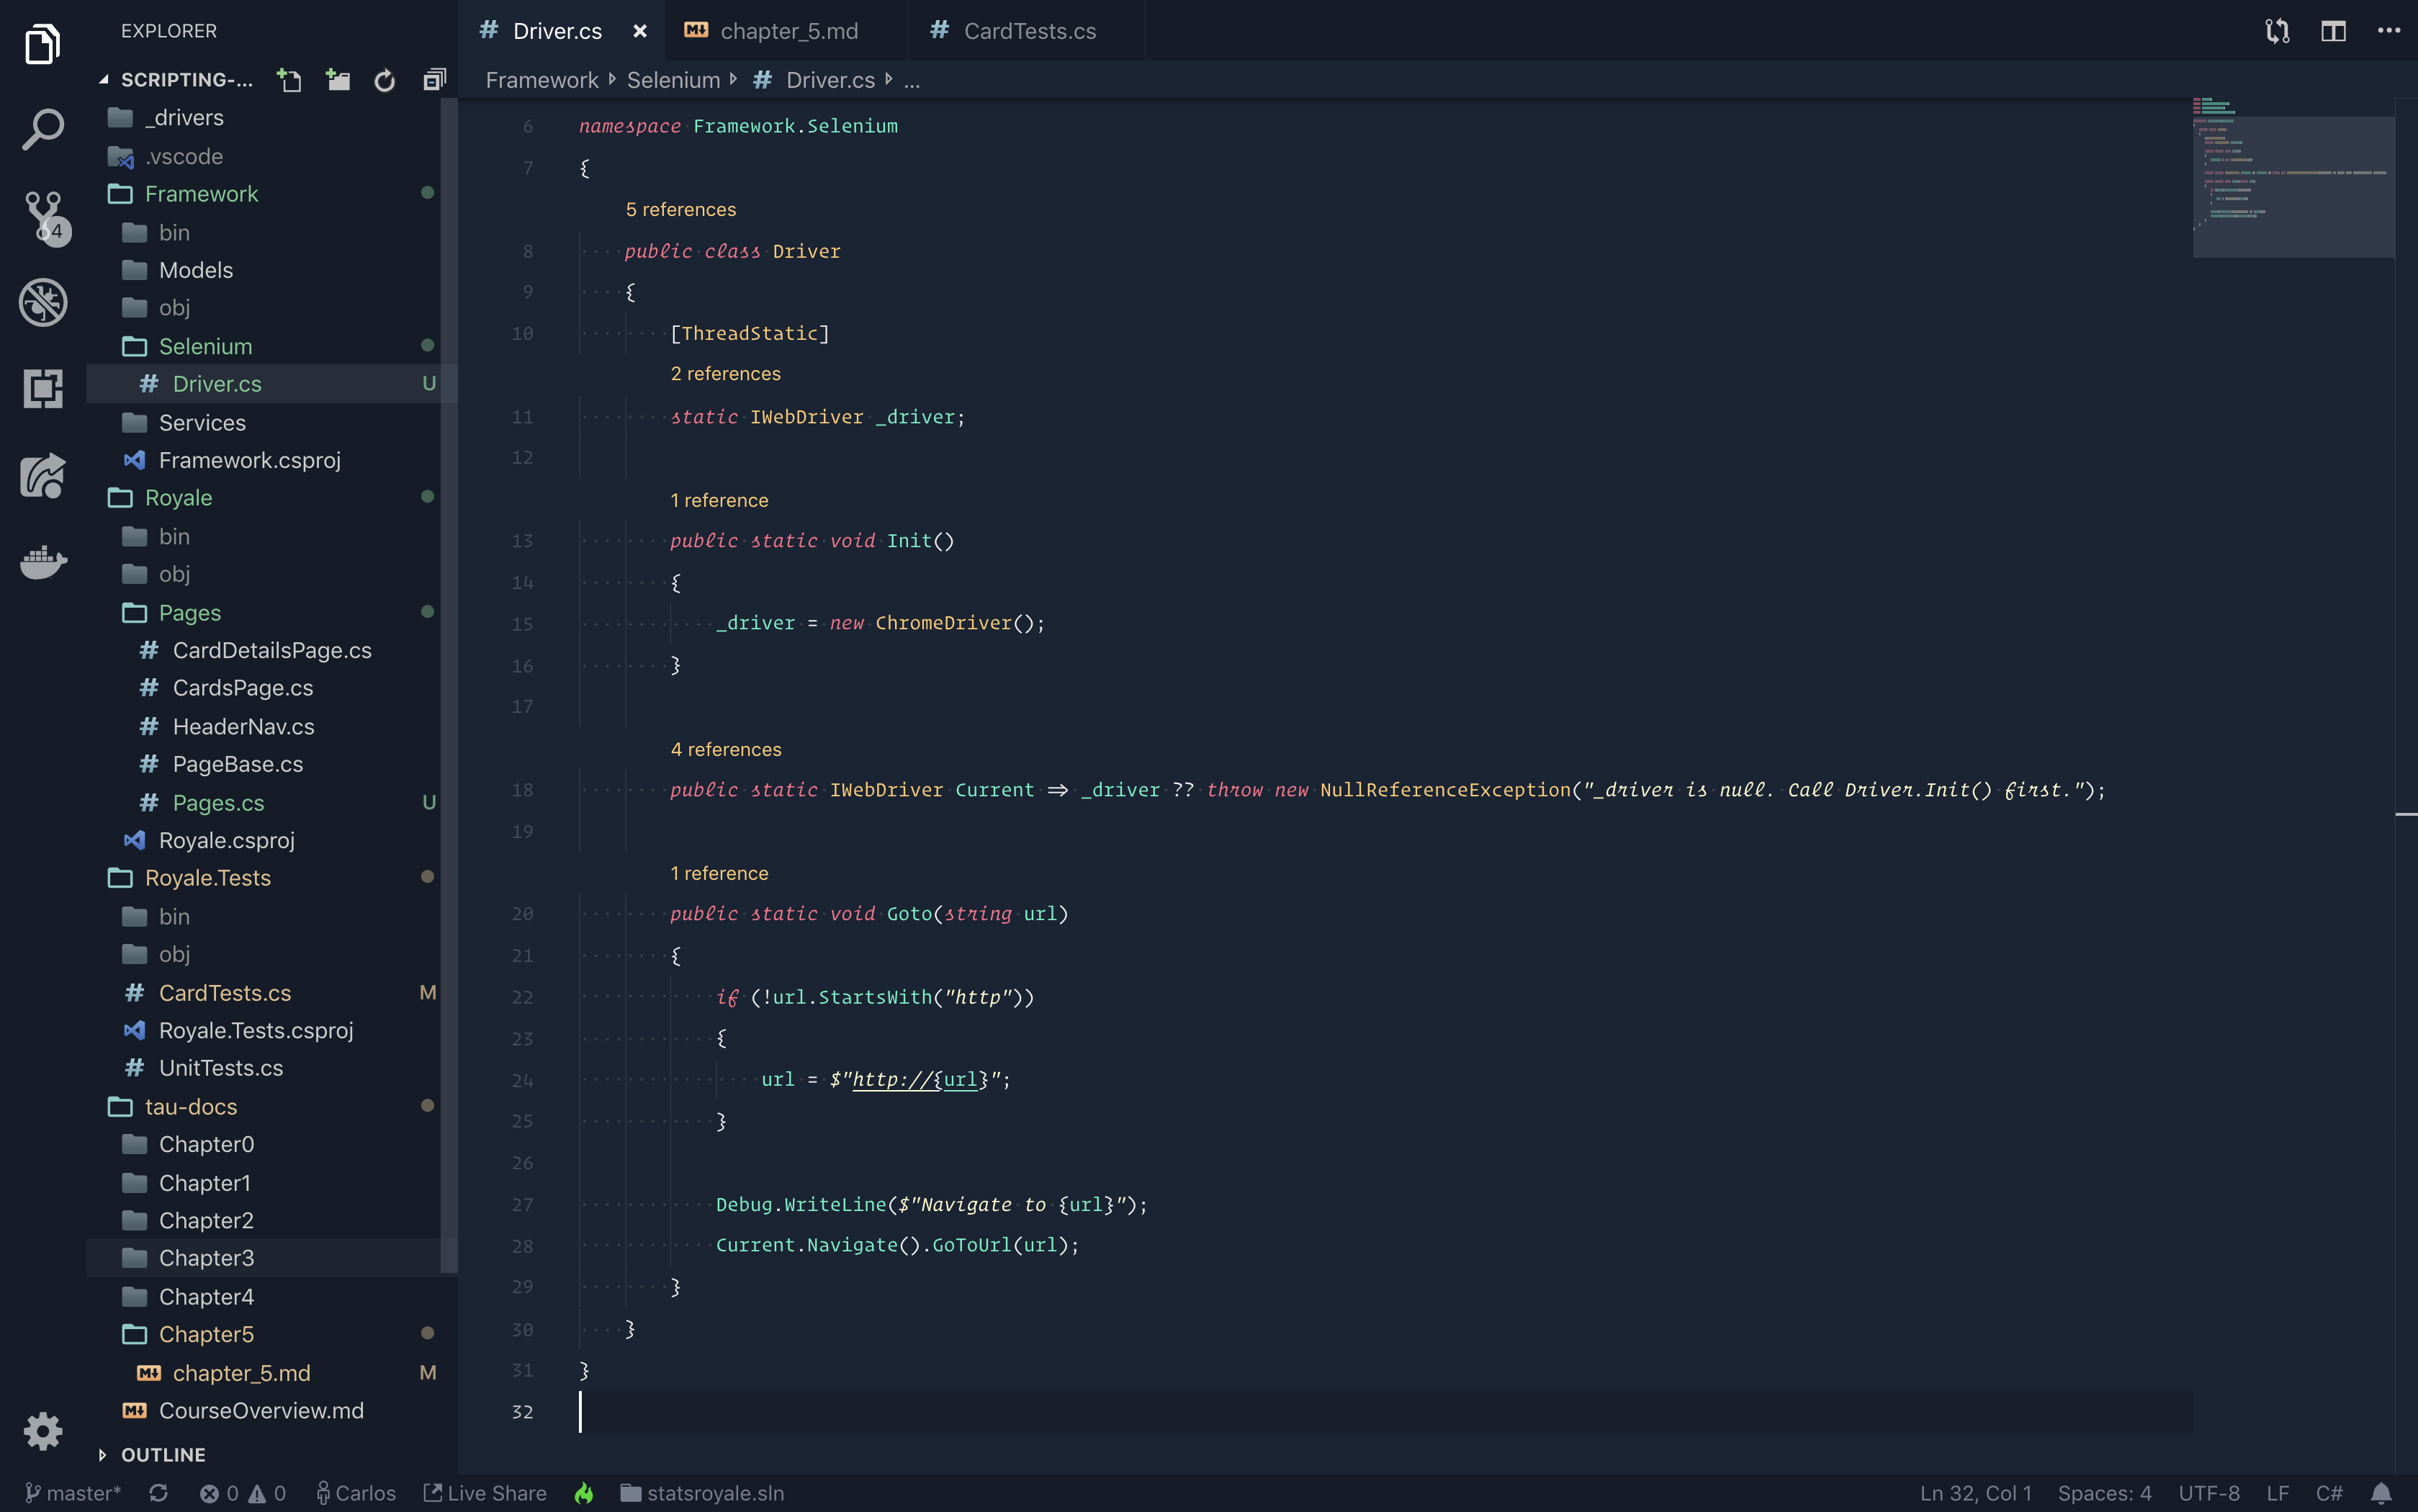 EXPLORER
SCRIPTING-...
_drivers
.vscode
Framework
bin
Models
obj
Selenium
Driver.cs U
Services
Framework.csproj
Royale
bin
obj
Pages
CardDetailsPage.cs
CardsPage.cs
HeaderNav.cs
PageBase.cs
Pages.cs U
Royale.csproj
Royale.Tests
bin
obj
CardTests.cs M
Royale.Tests.csproj
UnitTests.cs
tau-docs
Chapter0
Chapter1
Chapter2
Chapter3
Chapter4
Chapter5
chapter_5.md M
CourseOverview.md
OUTLINE
4
Driver.cs chapter_5.md CardTests.cs
Framework Selenium Driver.cs ...
6 namespace Framework.Selenium
7 {
5 references
8 public class Driver
9 {
10 [ThreadStatic]
2 references
11 static IWebDriver _driver;
12
1 reference
13 public static void Init()
14 {
15 _driver = new ChromeDriver();
16 }
17
4 references
18 public static IWebDriver Current => _driver ?? throw new NullReferenceException("_driver is null. Call Driver.Init() first.");
19
1 reference
20 public static void Goto(string url)
21 {
22 if (!url.StartsWith("http"))
23 {
24 url = $"http://{url}";
25 }
26
27 Debug.WriteLine($"Navigate to {url}");
28 Current.Navigate().GoToUrl(url);
29 }
30 }
31 }
32
master* 0 0 Carlos Live Share statsroyale.sln Ln 32, Col 1 Spaces: 4 UTF-8 LF C#